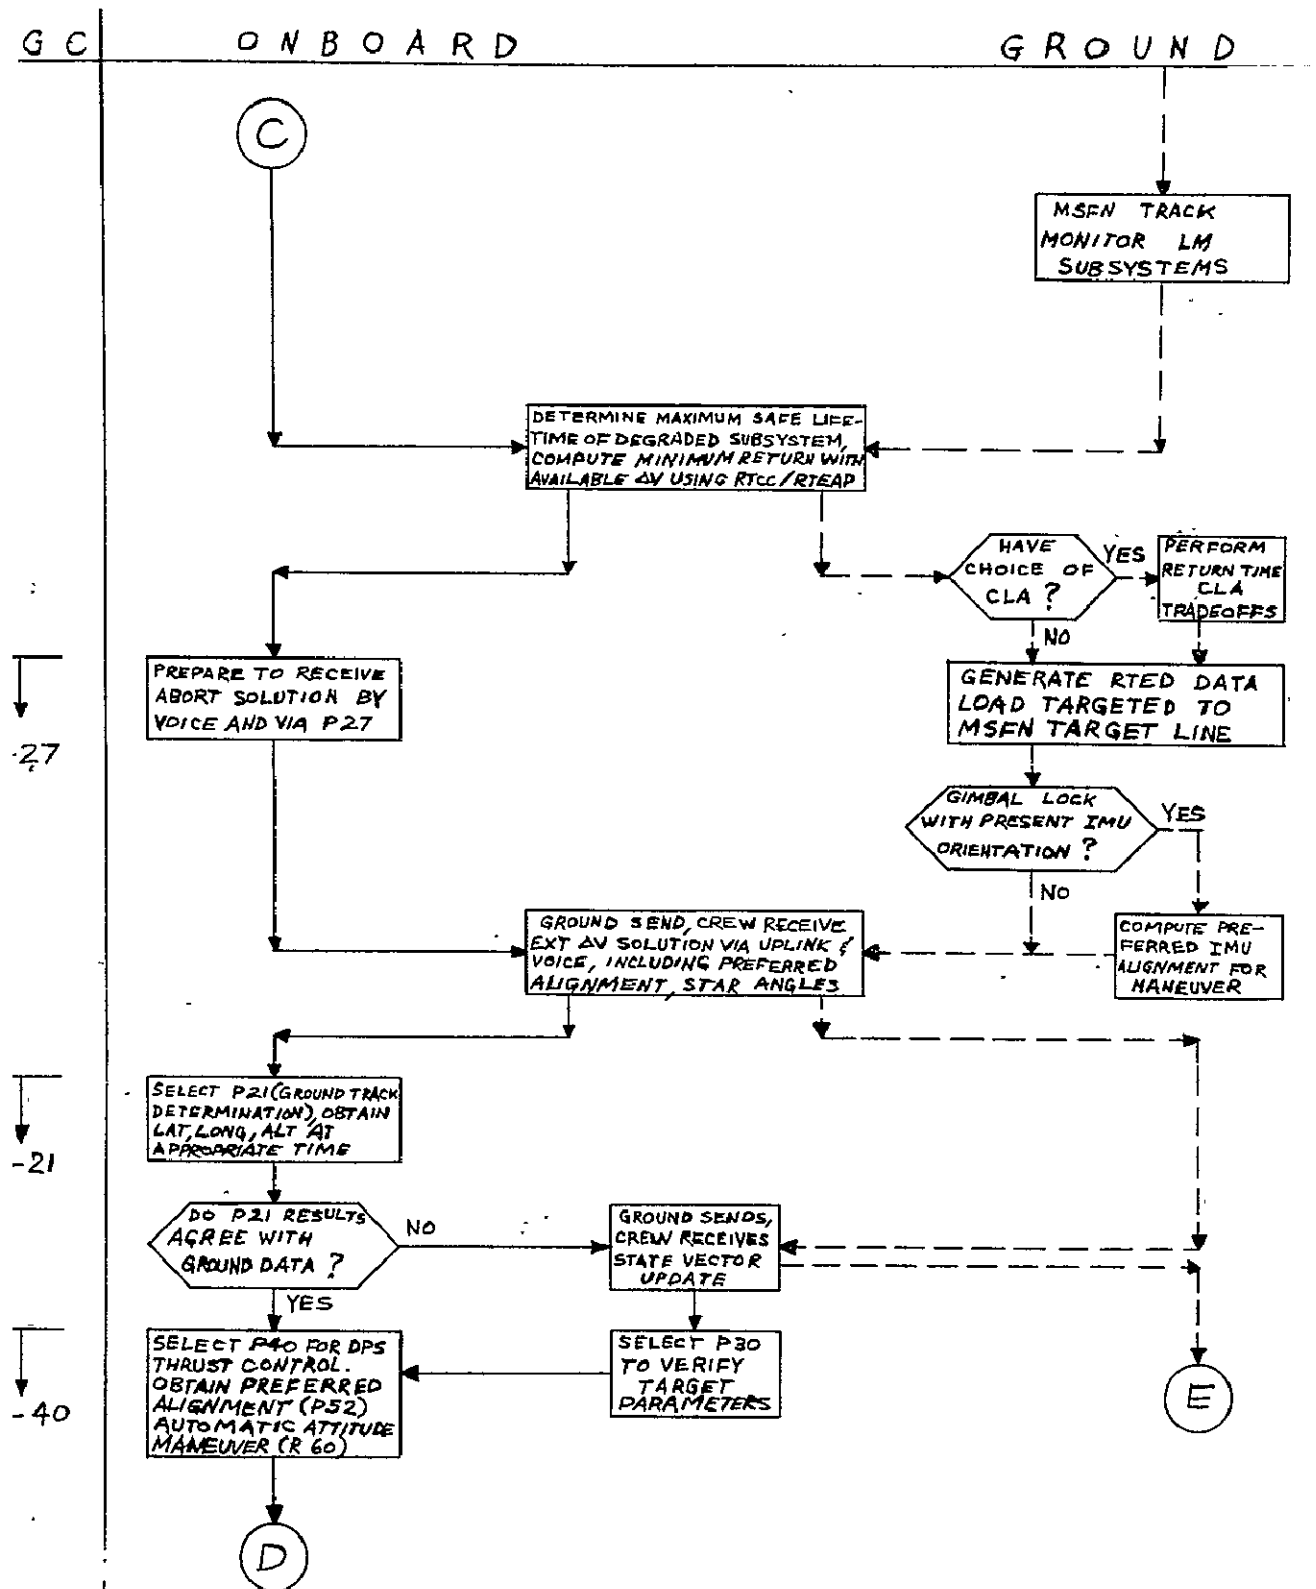 GC ONBOARD GROUND
C
MSFN TRACK
MONITOR LM
SUBSYSTEMS
DETERMINE MAXIMUM SAFE LIFE-
TIME OF DEGRADED SUBSYSTEM,
COMPUTE MINIMUM RETURN WITH
AVAILABLE ΔV USING RTCC/RTEAP
HAVE
CHOICE OF
CLA?
YES
NO
PERFORM
RETURN TIME
CLA
TRADEOFFS
-27
PREPARE TO RECEIVE
ABORT SOLUTION BY
VOICE AND VIA P27
GENERATE RTED DATA
LOAD TARGETED TO
MSFN TARGET LINE
GIMBAL LOCK
WITH PRESENT IMU
ORIENTATION?
YES
NO
GROUND SEND, CREW RECEIVE
EXT ΔV SOLUTION VIA UPLINK &
VOICE, INCLUDING PREFERRED
ALIGNMENT, STAR ANGLES
COMPUTE PRE-
FERRED IMU
ALIGNMENT FOR
MANEUVER
-21
SELECT P21(GROUND TRACK
DETERMINATION), OBTAIN
LAT, LONG, ALT AT
APPROPRIATE TIME
DO P21 RESULTS
AGREE WITH
GROUND DATA?
NO
YES
GROUND SENDS,
CREW RECEIVES
STATE VECTOR
UPDATE
-40
SELECT P40 FOR DPS
THRUST CONTROL.
OBTAIN PREFERRED
ALIGNMENT (P52)
AUTOMATIC ATTITUDE
MANEUVER (R60)
SELECT P30
TO VERIFY
TARGET
PARAMETERS
E
D